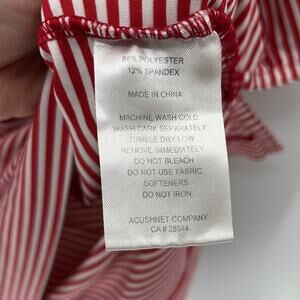 88% POLYESTER
12% SPANDEX
MADE IN CHINA
MACHINE WASH COLD
WASH DARK SEPARATELY
TUMBLE DRY LOW
REMOVE IMMEDIATELY
DO NOT BLEACH
DO NOT USE FABRIC
SOFTENERS
DO NOT IRON
ACUSHNET COMPANY
CA# 28544